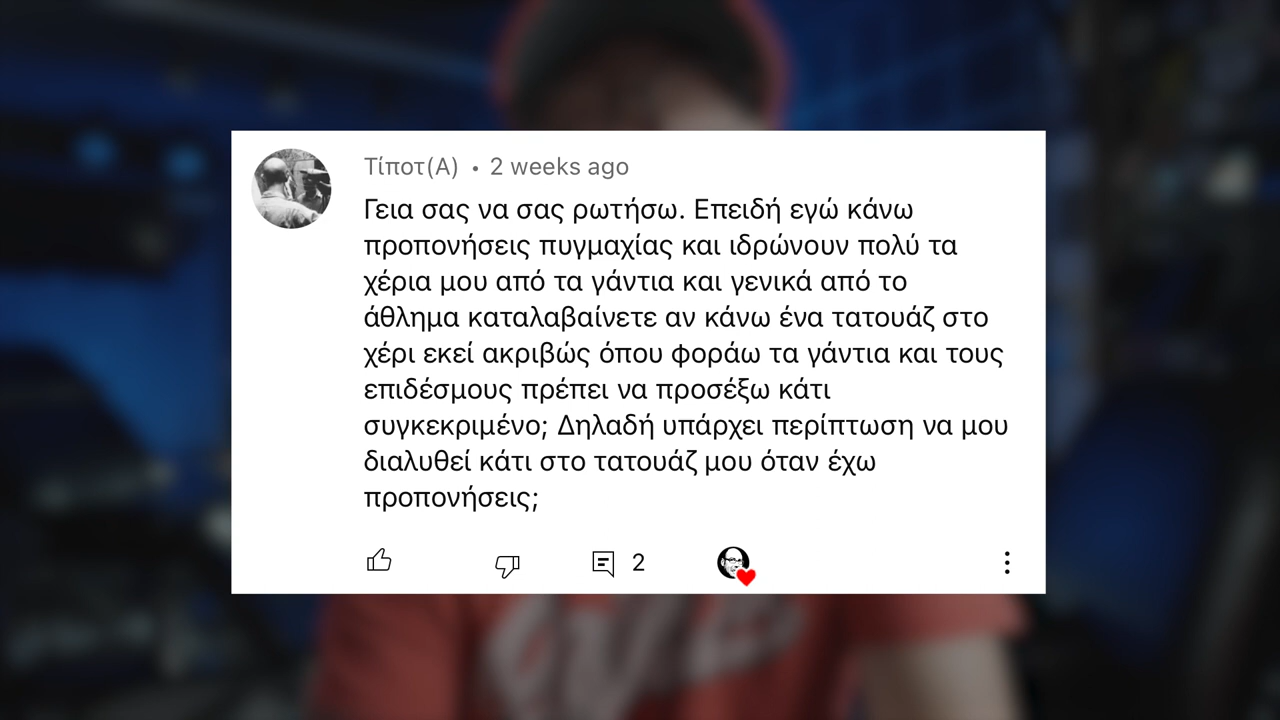 Τίποτ(Α) • 2 weeks ago
Γεια σας να σας ρωτήσω. Επειδή εγώ κάνω
προπονήσεις πυγμαχίας και ιδρώνουν πολύ τα
χέρια μου από τα γάντια και γενικά από το
άθλημα καταλαβαίνετε αν κάνω ένα τατουάζ στο
χέρι εκεί ακριβώς όπου φοράω τα γάντια και τους
επιδέσμους πρέπει να προσέξω κάτι
συγκεκριμένο; Δηλαδή υπάρχει περίπτωση να μου
διαλυθεί κάτι στο τατουάζ μου όταν έχω
προπονήσεις;
2